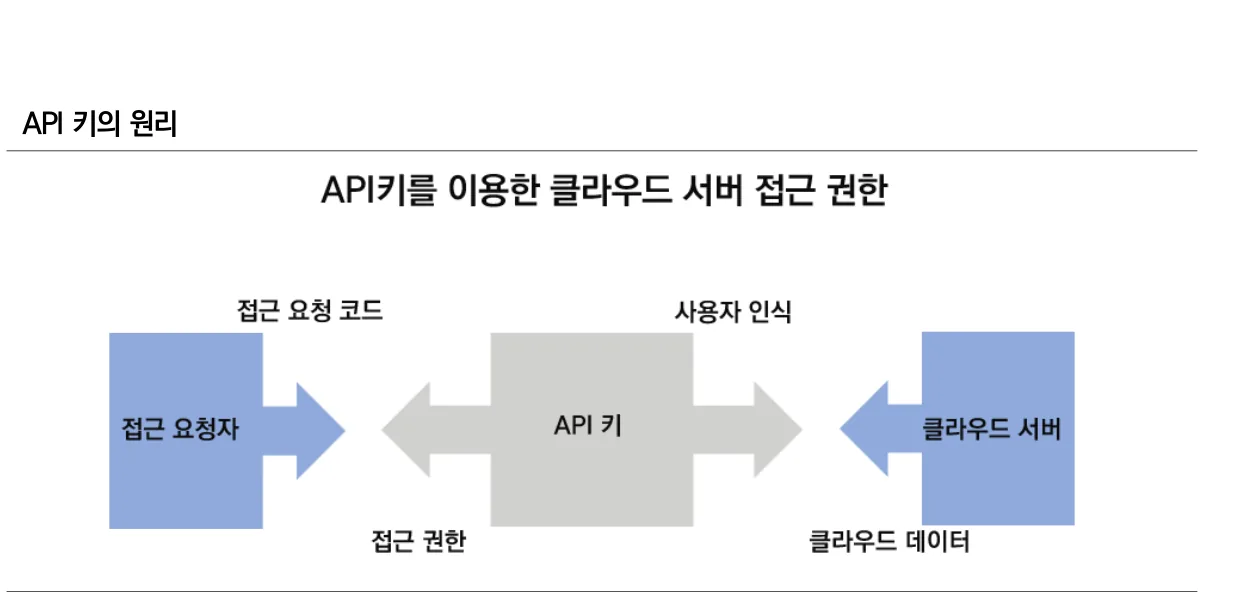 API 키의 원리
API키를 이용한 클라우드 서버 접근 권한
접근 요청 코드
사용자 인식
접근 요청자
API 키
클라우드 서버
접근 권한
클라우드 데이터